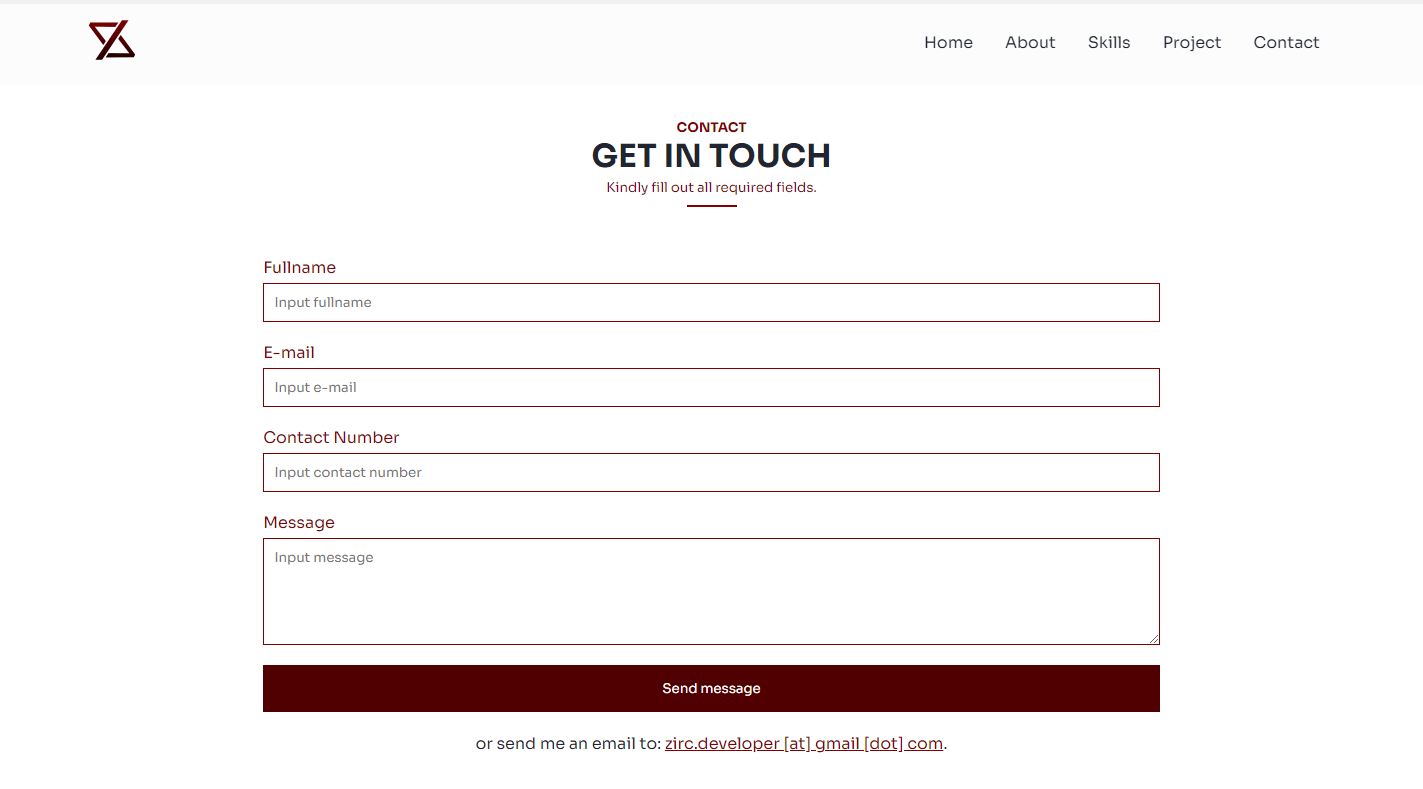 Home About Skills Project Contact
CONTACT
GET IN TOUCH
Kindly fill out all required fields.
Fullname
Input fullname
E-mail
Input e-mail
Contact Number
Input contact number
Message
Input message
Send message
or send me an email to: zirc.developer [at] gmail [dot] com.